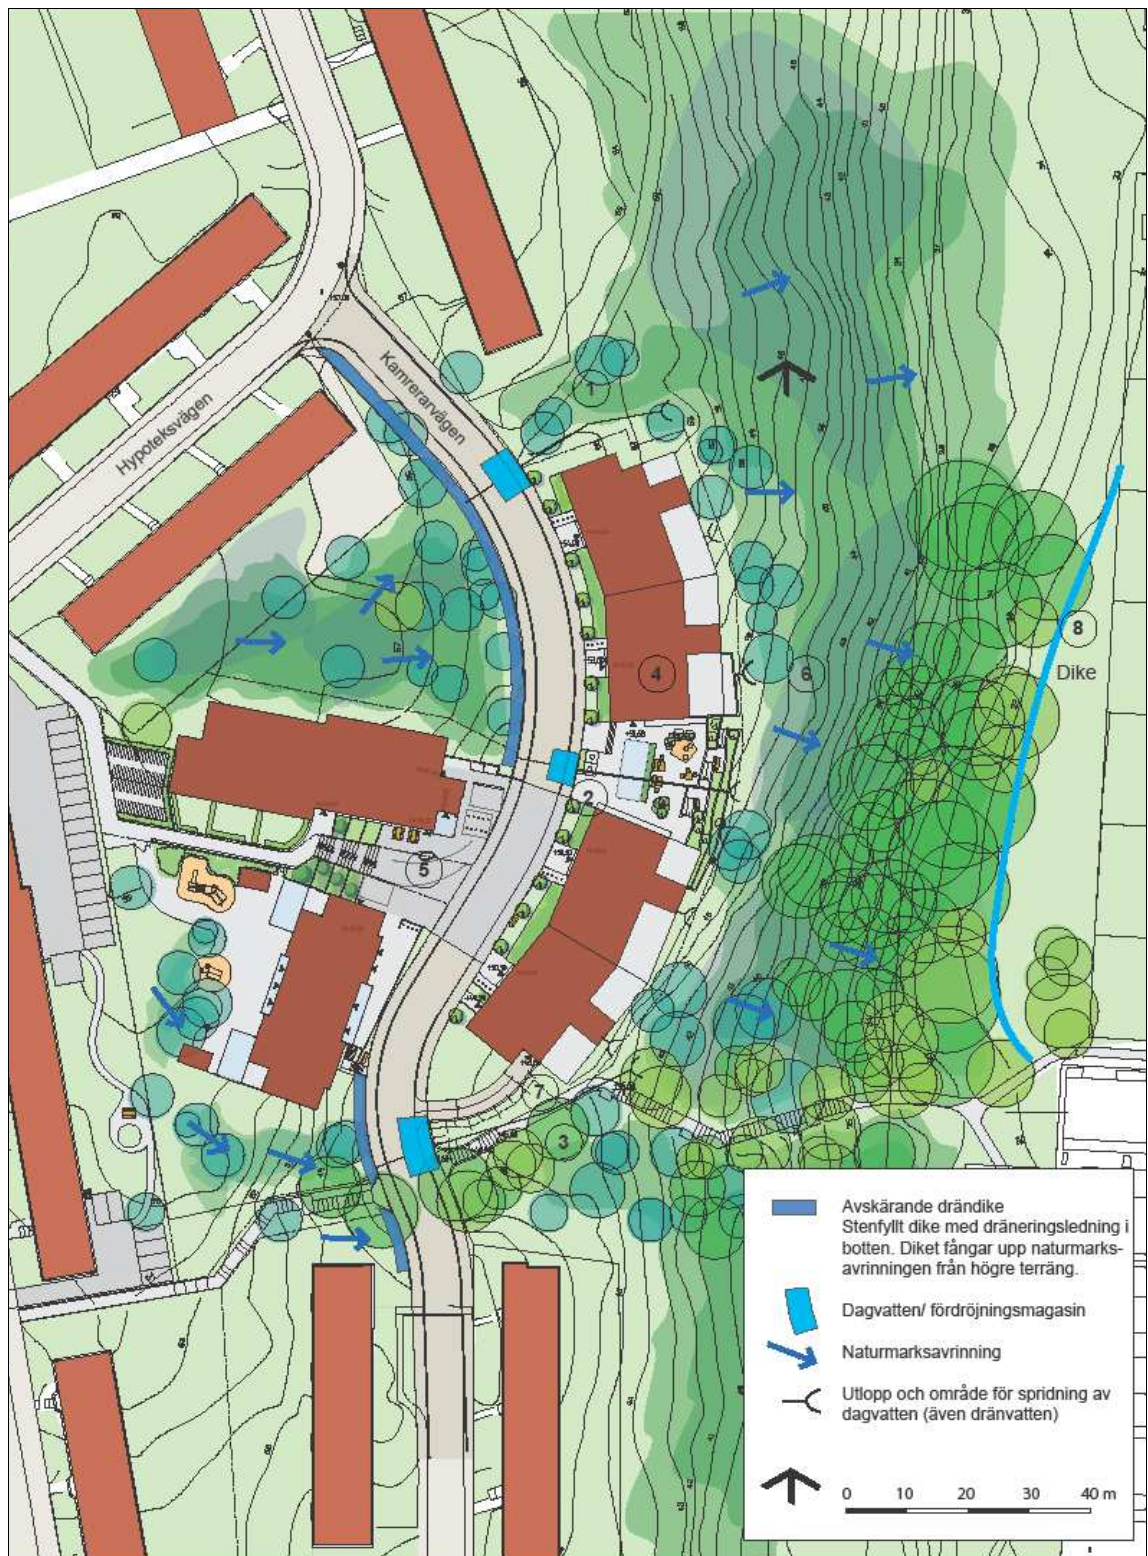 Kamrerarvägen
Hypoteksvägen
1
8
Dike
4
6
2
5
7
3
Avskärande drändike
Stenfyllt dike med dräneringsledning i
botten. Diket fångar upp naturmarks-
avrinningen från högre terräng.
Dagvatten/ fördröjningsmagasin
Naturmarksavrinning
Utlopp och område för spridning av
dagvatten (även dränvatten)
0 10 20 30 40 m